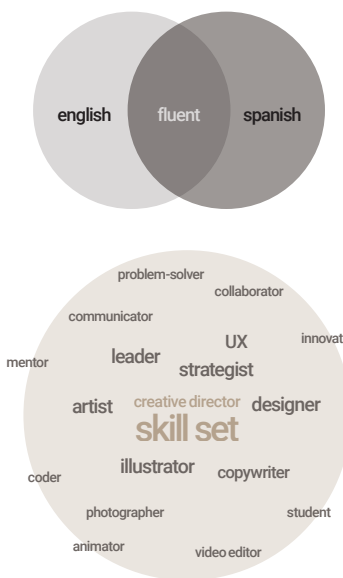 english fluent spanish
problem-solver
collaborator
communicator
UX
innovat
mentor
leader
strategist
artist
creative director
designer
skill set
illustrator
copywriter
coder
photographer
student
animator
video editor